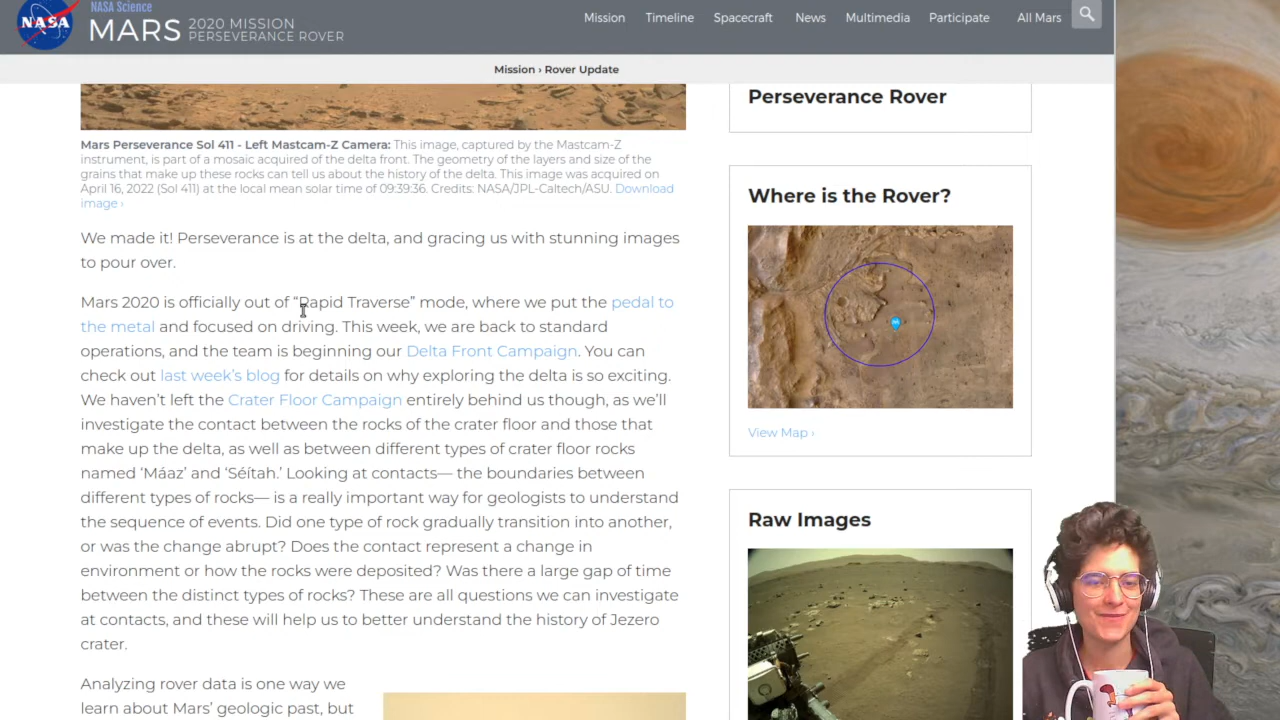 NASA Science
NASA
MARS
2020 MISSION
PERSEVERANCE ROVER
Mission Timeline Spacecraft News Multimedia Participate All Mars
Mission › Rover Update
Mars Perseverance Sol 411 - Left Mastcam-Z Camera: This image, captured by the Mastcam-Z
instrument, is part of a mosaic acquired of the delta front. The geometry of the layers and size of the
grains that make up these rocks can tell us about the history of the delta. This image was acquired on
April 16, 2022 (Sol 411) at the local mean solar time of 09:39:36. Credits: NASA/JPL-Caltech/ASU. Download
image ›
We made it! Perseverance is at the delta, and gracing us with stunning images
to pour over.
Mars 2020 is officially out of “Rapid Traverse” mode, where we put the pedal to
the metal and focused on driving. This week, we are back to standard
operations, and the team is beginning our Delta Front Campaign. You can
check out last week’s blog for details on why exploring the delta is so exciting.
We haven’t left the Crater Floor Campaign entirely behind us though, as we’ll
investigate the contact between the rocks of the crater floor and those that
make up the delta, as well as between different types of crater floor rocks
named ‘Máaz’ and ‘Séítah.’ Looking at contacts— the boundaries between
different types of rocks— is a really important way for geologists to understand
the sequence of events. Did one type of rock gradually transition into another,
or was the change abrupt? Does the contact represent a change in
environment or how the rocks were deposited? Was there a large gap of time
between the distinct types of rocks? These are all questions we can investigate
at contacts, and these will help us to better understand the history of Jezero
crater.
Analyzing rover data is one way we
learn about Mars’ geologic past, but
Perseverance Rover
Where is the Rover?
View Map ›
Raw Images